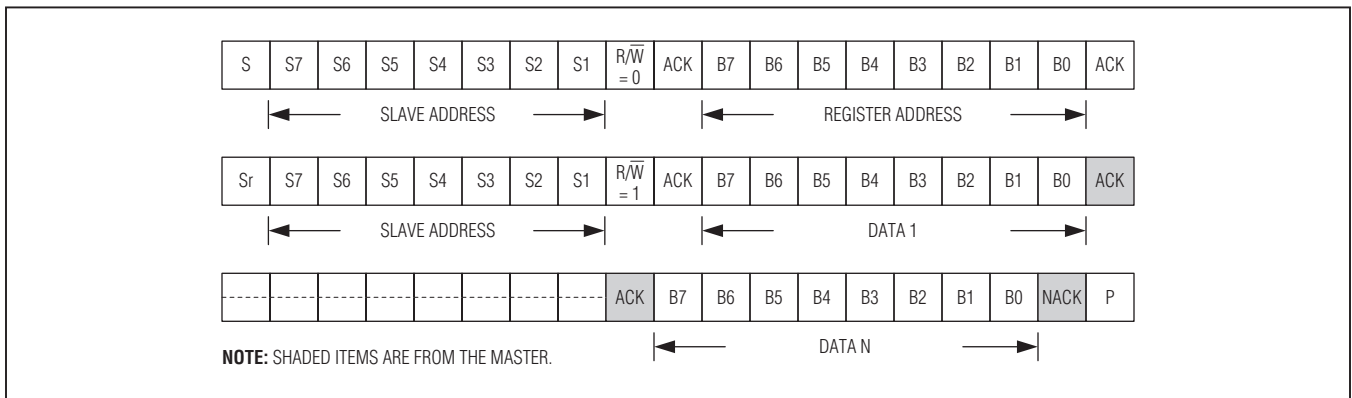 S S7 S6 S5 S4 S3 S2 S1 R/W̅ = 0 ACK B7 B6 B5 B4 B3 B2 B1 B0 ACK
SLAVE ADDRESS REGISTER ADDRESS
Sr S7 S6 S5 S4 S3 S2 S1 R/W̅ = 1 ACK B7 B6 B5 B4 B3 B2 B1 B0 ACK
SLAVE ADDRESS DATA 1
ACK B7 B6 B5 B4 B3 B2 B1 B0 NACK P
DATA N
NOTE: SHADED ITEMS ARE FROM THE MASTER.